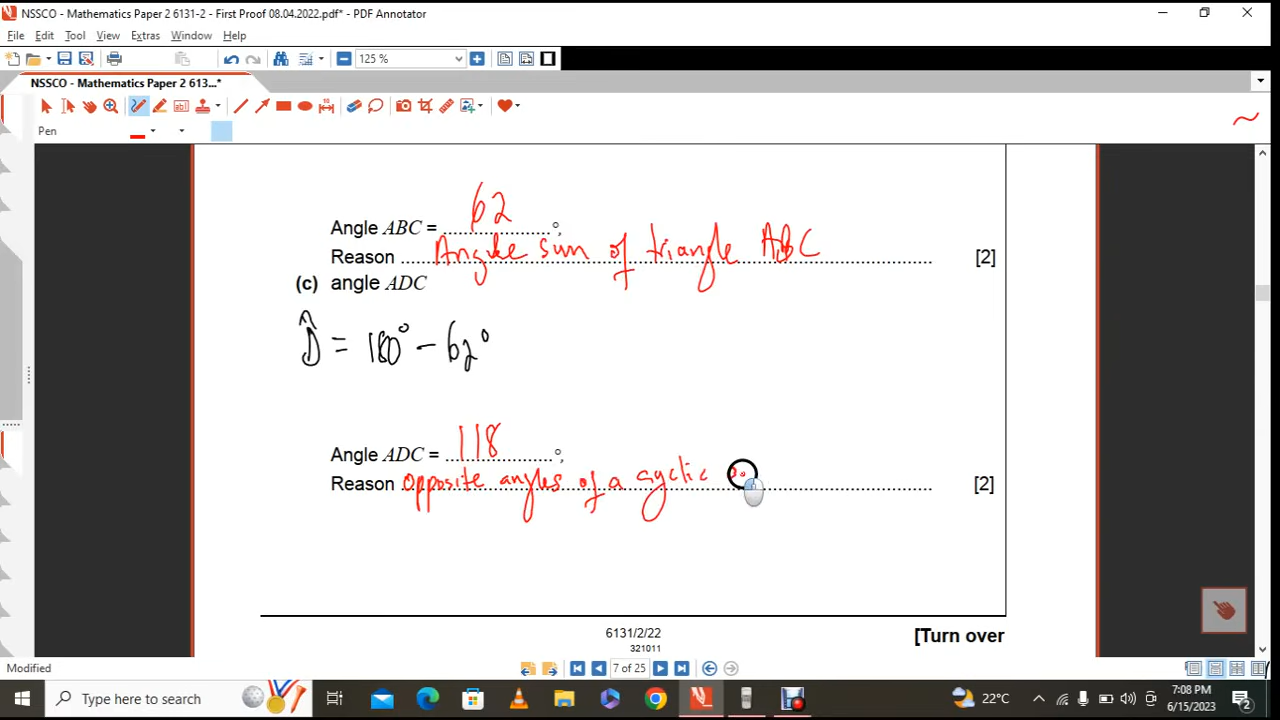 NSSCO - Mathematics Paper 2 6131-2 - First Proof 08.04.2022.pdf* - PDF Annotator
File Edit Tool View Extras Window Help
125 %
NSSCO - Mathematics Paper 2 613...*
Pen
62
Angle ABC = ..............................°,
Reason Angle sum of triangle ABC [2]
(c) angle ADC
D̂ = 180° - 62°
118
Angle ADC = ..............................°,
Reason opposite angles of a cyclic [2]
6131/2/22
321011
[Turn over
7 of 25
Modified
Type here to search
22°C
7:08 PM
6/15/2023
2